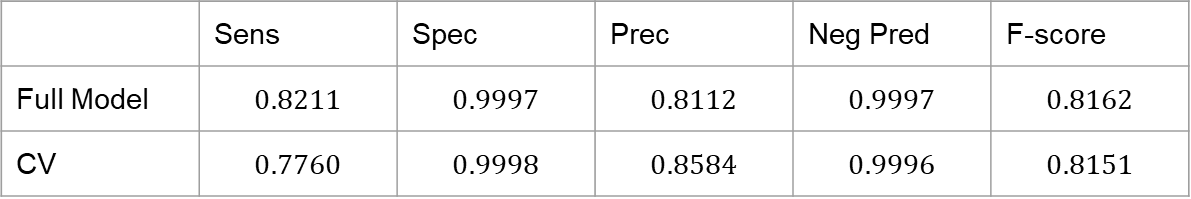 Sens Spec Prec Neg Pred F-score
Full Model 0.8211 0.9997 0.8112 0.9997 0.8162
CV 0.7760 0.9998 0.8584 0.9996 0.8151